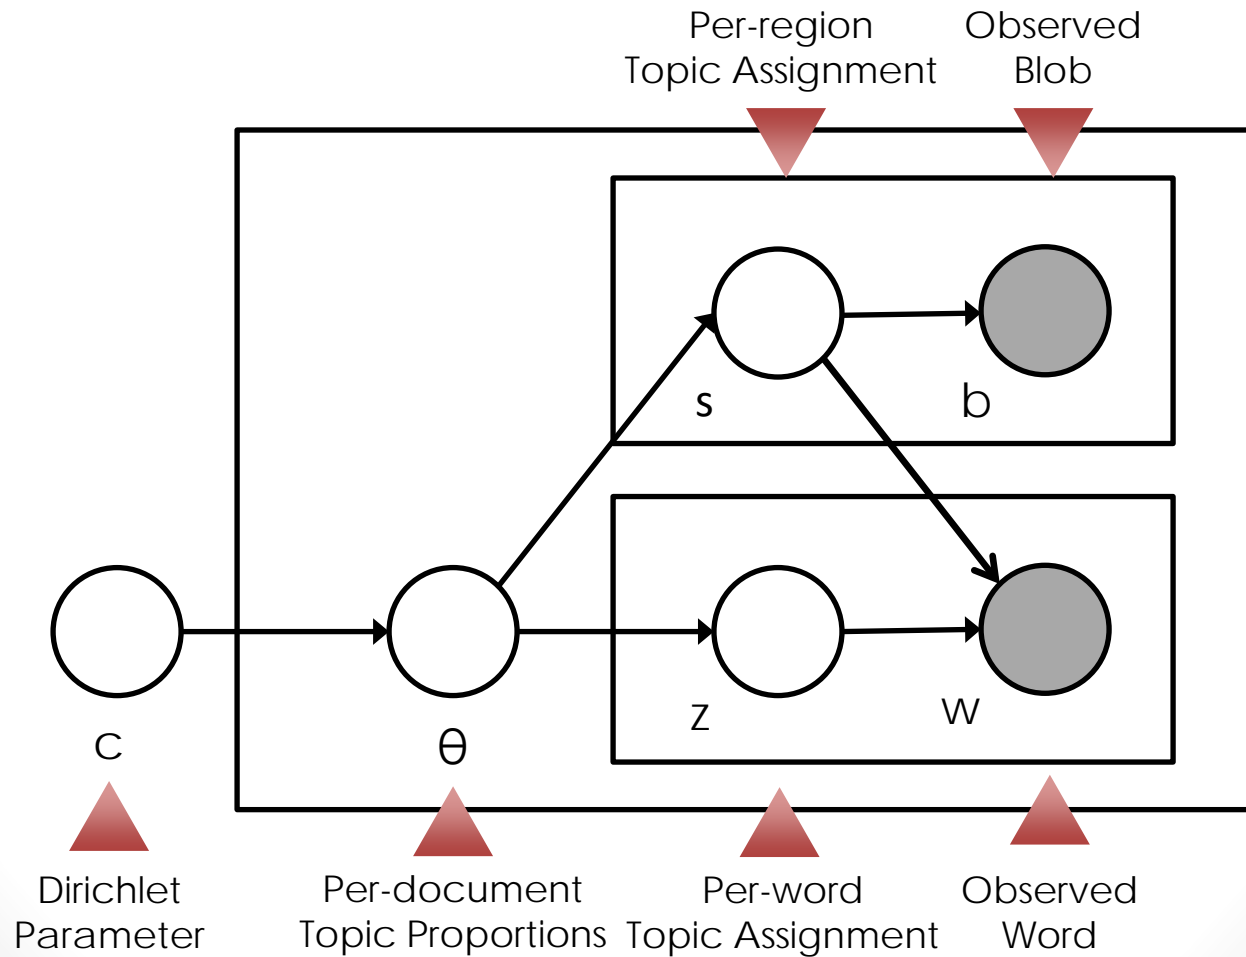 Per-region
Topic Assignment
Observed
Blob
s
b
z
w
c
θ
Dirichlet
Parameter
Per-document
Topic Proportions
Per-word
Topic Assignment
Observed
Word